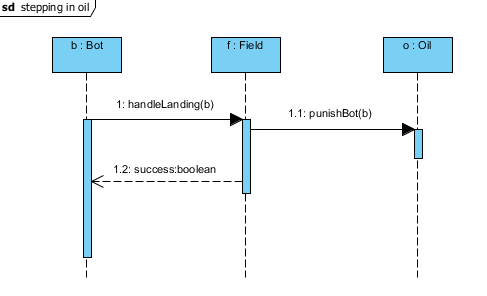 sd stepping in oil
b : Bot
f : Field
o : Oil
1: handleLanding(b)
1.1: punishBot(b)
1.2: success:boolean